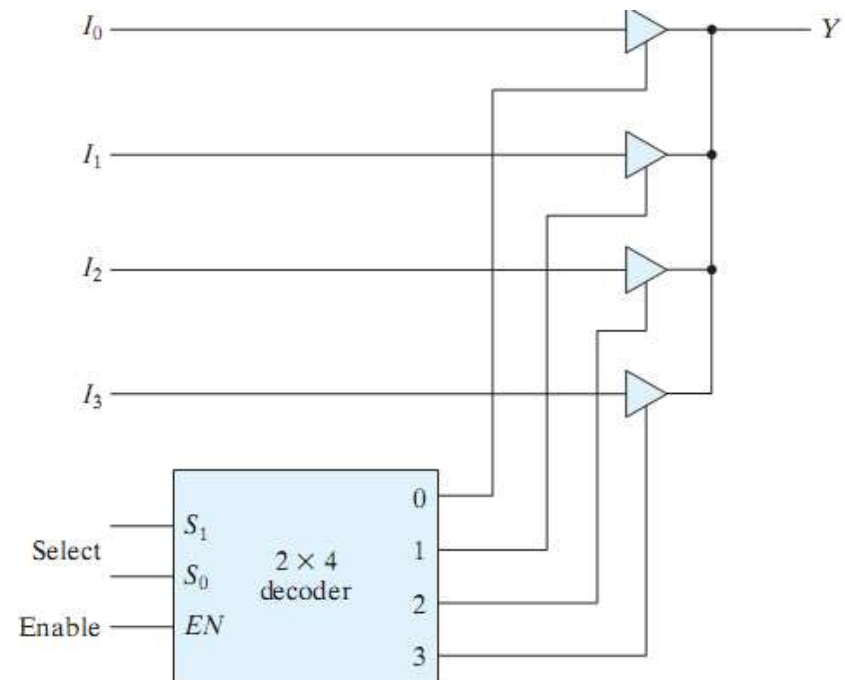 I₀
Y
I₁
I₂
I₃
0
S₁
Select
2 × 4
decoder
1
S₀
2
Enable
EN
3